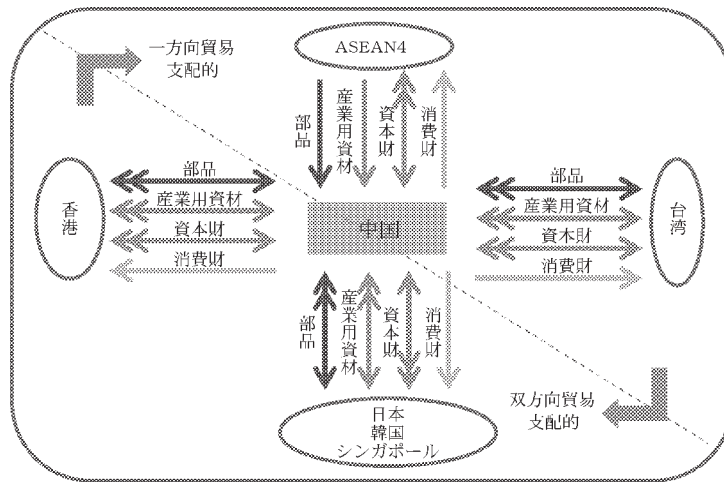 一方向貿易
支配的
ASEAN4
部品
産業用資材
資本財
消費財
香港
部品
産業用資材
資本財
消費財
中国
部品
産業用資材
資本財
消費財
台湾
部品
産業用資材
資本財
消費財
日本
韓国
シンガポール
双方向貿易
支配的